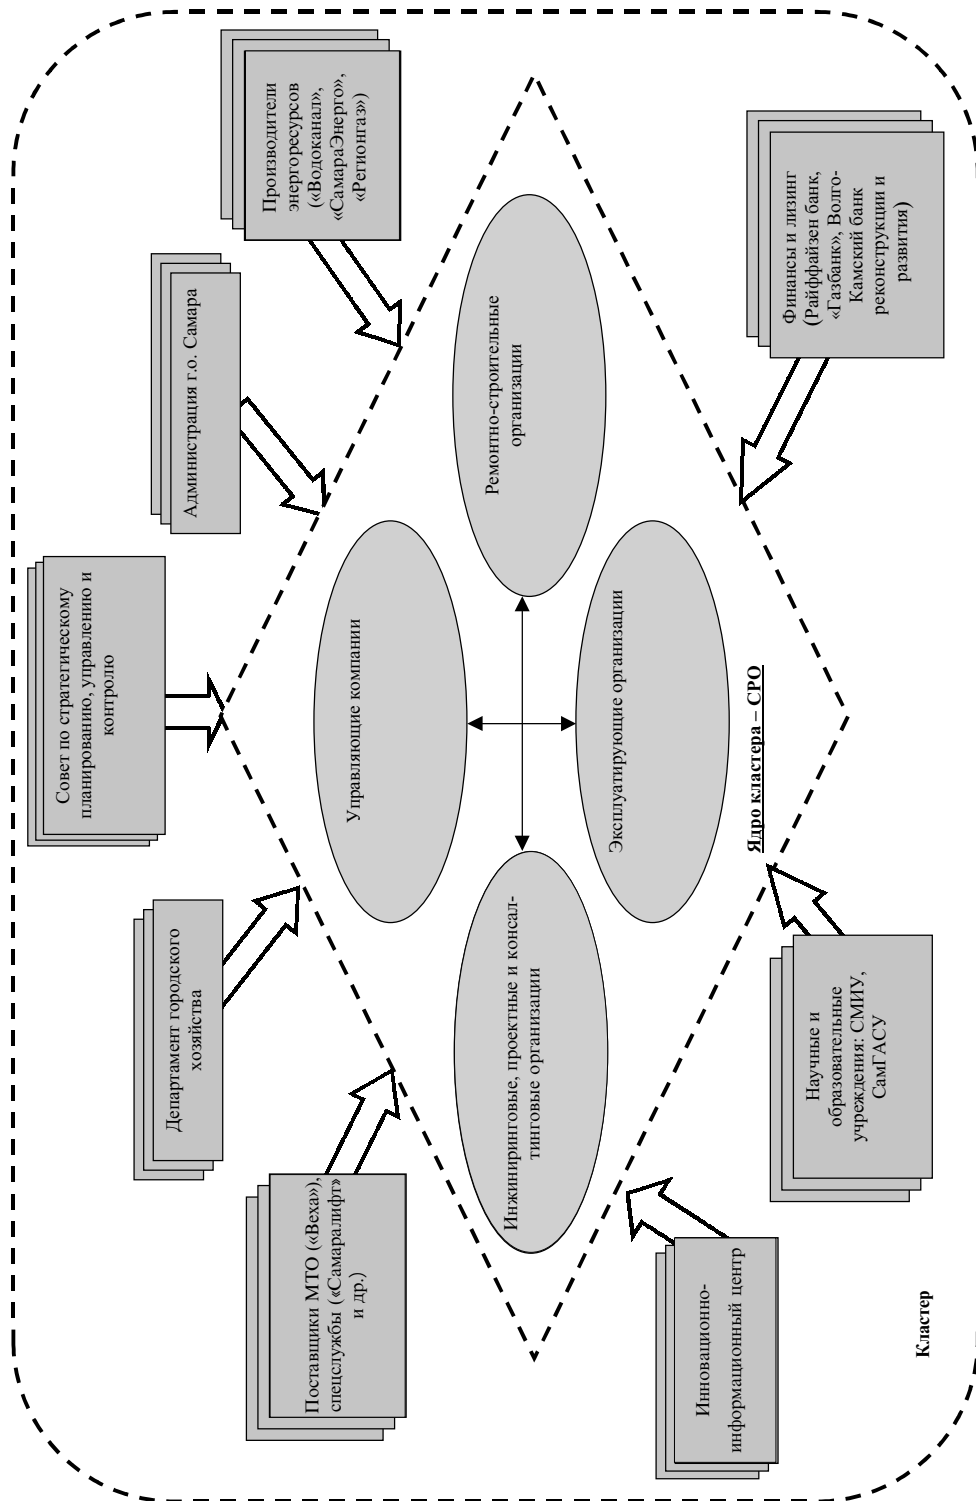 Совет по стратегическому
планированию, управлению и
контролю
Департамент городского
хозяйства
Администрация г.о. Самара
Поставщики МТО («Веха»),
спецслужбы («Самаралифт»
и др.)
Производители
энергоресурсов
(«Водоканал»,
«СамараЭнерго»,
«Регионгаз»)
Управляющие компании
Инжиниринговые, проектные и консал-
тинговые организации
Ремонтно-строительные
организации
Эксплуатирующие организации
Ядро кластера – СРО
Инновационно-
информационный центр
Научные и
образовательные
учреждения: СМИУ,
СамГАСУ
Финансы и лизинг
(Райффайзен банк,
«Газбанк», Волго-
Камский банк
реконструкции и
развития)
Кластер